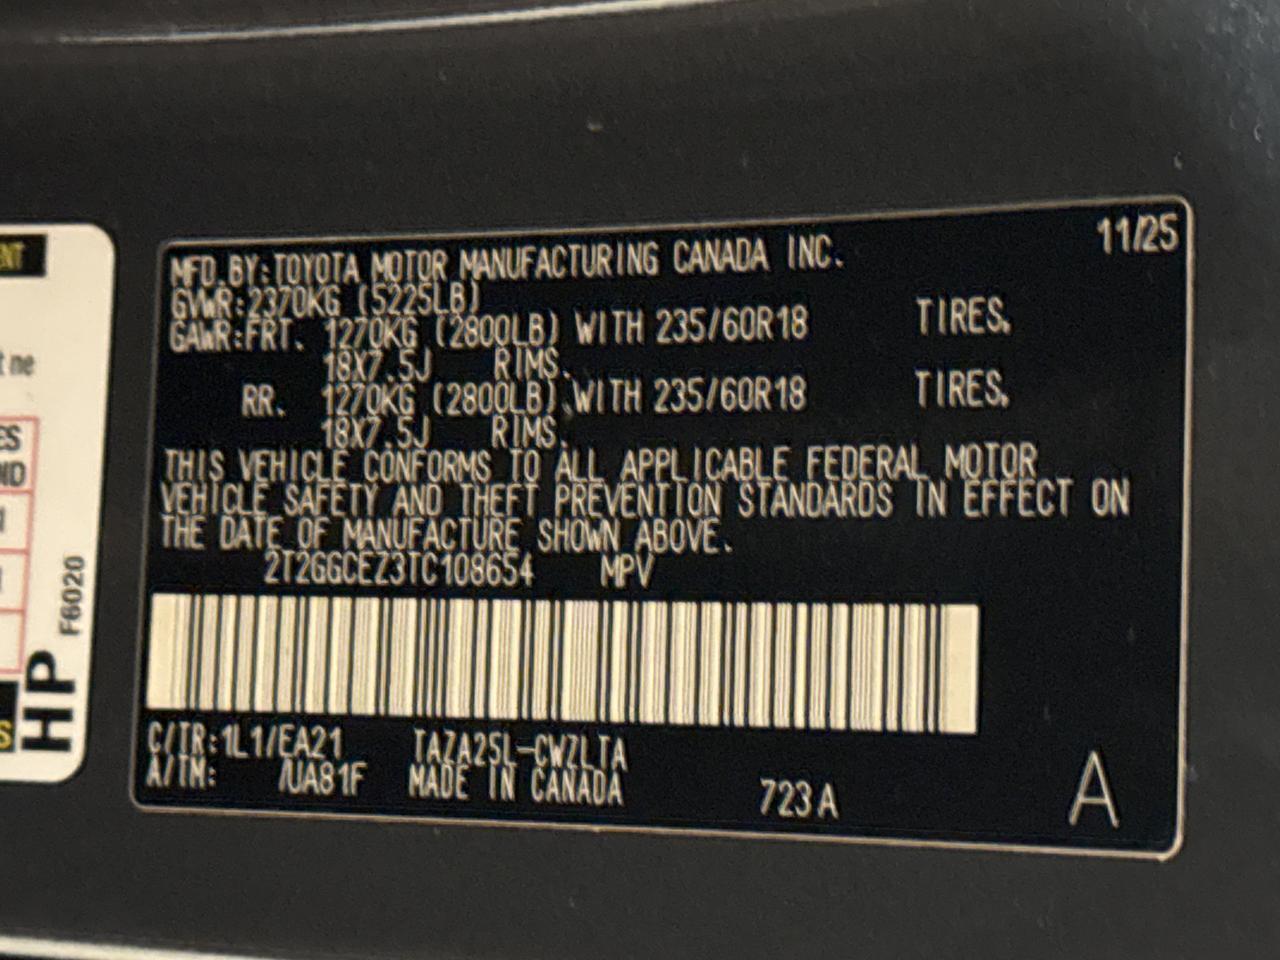 MFD.BY:TOYOTA MOTOR MANUFACTURING CANADA INC. 11/25
GVWR:2370KG (5225LB)
GAWR:FRT. 1270KG (2800LB) WITH 235/60R18 TIRES,
18X7.5J RIMS.
RR. 1270KG (2800LB) WITH 235/60R18 TIRES,
18X7.5J RIMS.
THIS VEHICLE CONFORMS TO ALL APPLICABLE FEDERAL MOTOR
VEHICLE SAFETY AND THEFT PREVENTION STANDARDS IN EFFECT ON
THE DATE OF MANUFACTURE SHOWN ABOVE.
2T2GGCEZ3TC108654 MPV
C/TR:1L1/EA21 TAZA25L-CWZLTA
A/TM: /UA81F MADE IN CANADA
723A
A
HP
F6020
t ne